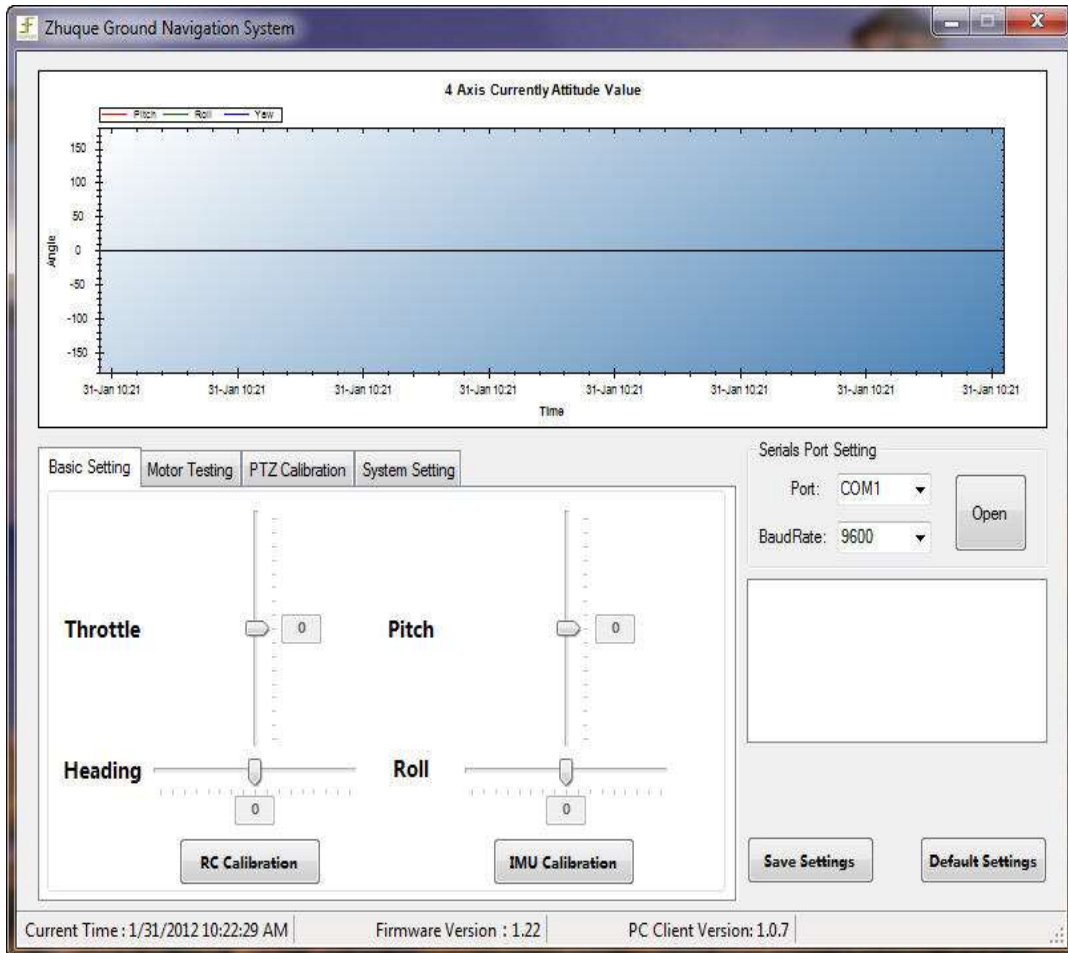 Zhuque Ground Navigation System
4 Axis Currently Attitude Value
Pitch Roll Yaw
150
100
50
0
-50
-100
-150
Angle
31-Jan 10:21 31-Jan 10:21 31-Jan 10:21 31-Jan 10:21 31-Jan 10:21 31-Jan 10:21 31-Jan 10:21 31-Jan 10:21
Time
Basic Setting Motor Testing PTZ Calibration System Setting
Throttle 0 Pitch 0
Heading Roll
0 0
RC Calibration IMU Calibration
Serials Port Setting
Port: COM1
Open
BaudRate: 9600
Save Settings Default Settings
Current Time : 1/31/2012 10:22:29 AM Firmware Version : 1.22 PC Client Version: 1.0.7